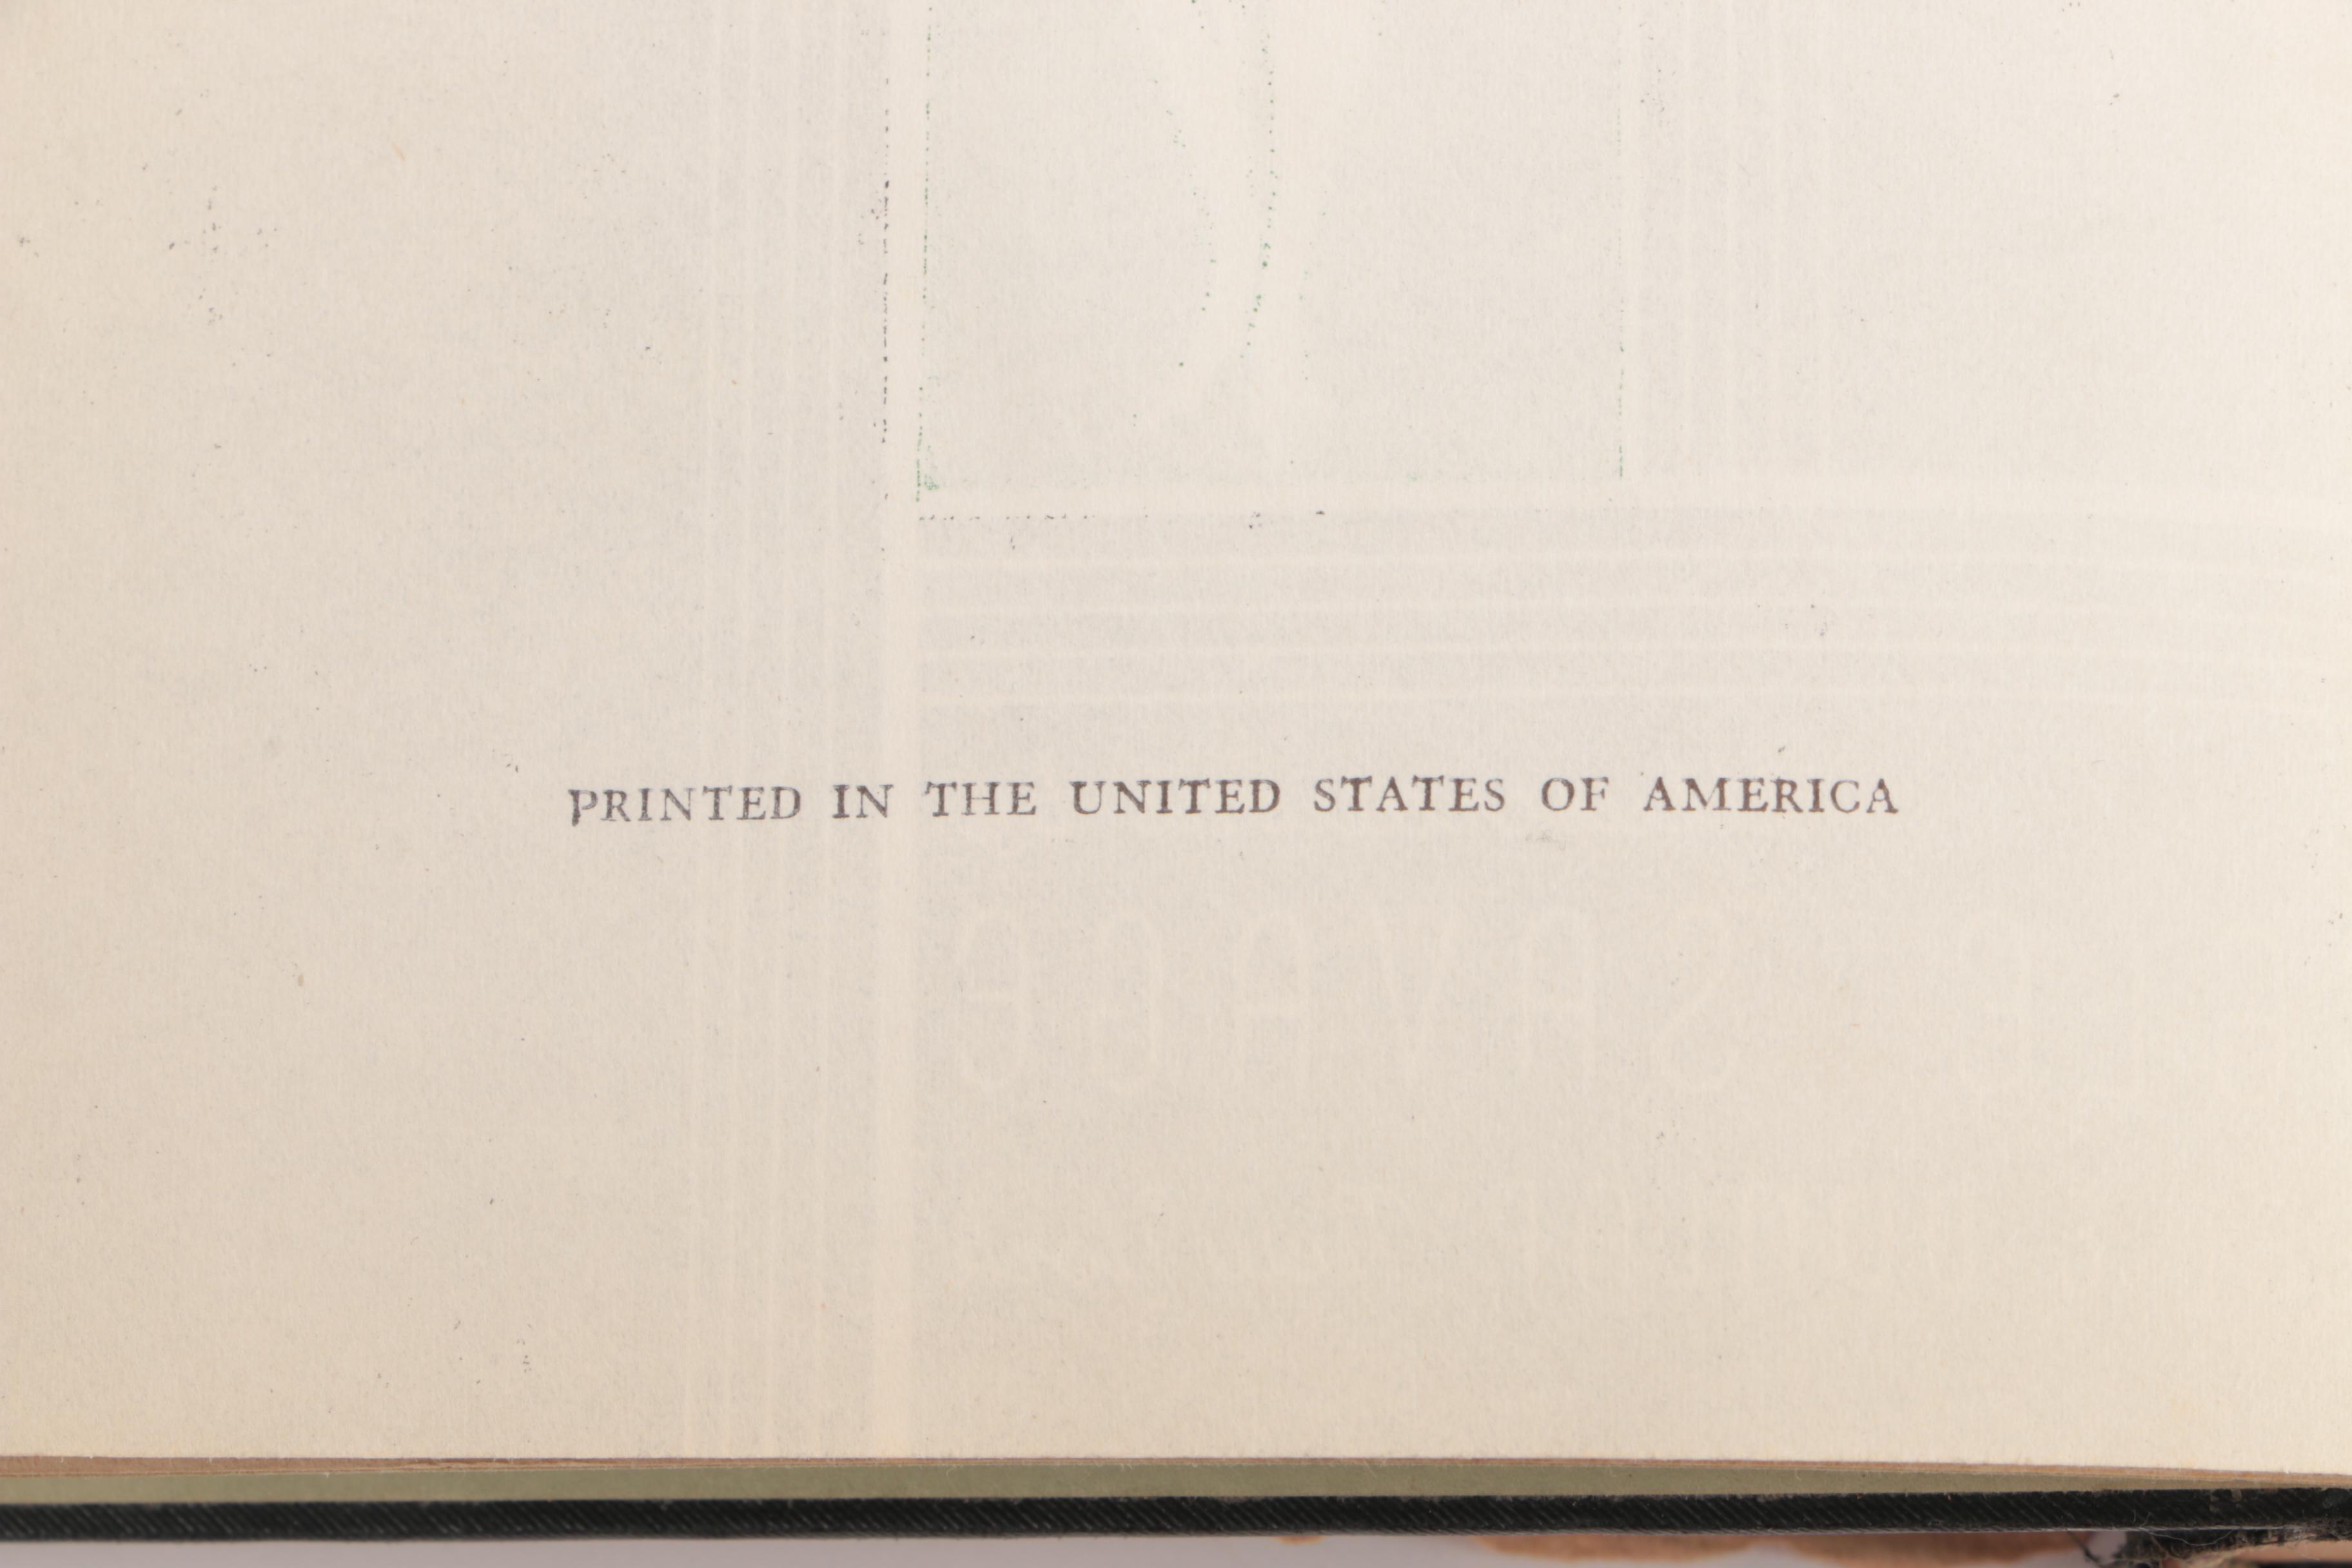 PRINTED IN THE UNITED STATES OF AMERICA